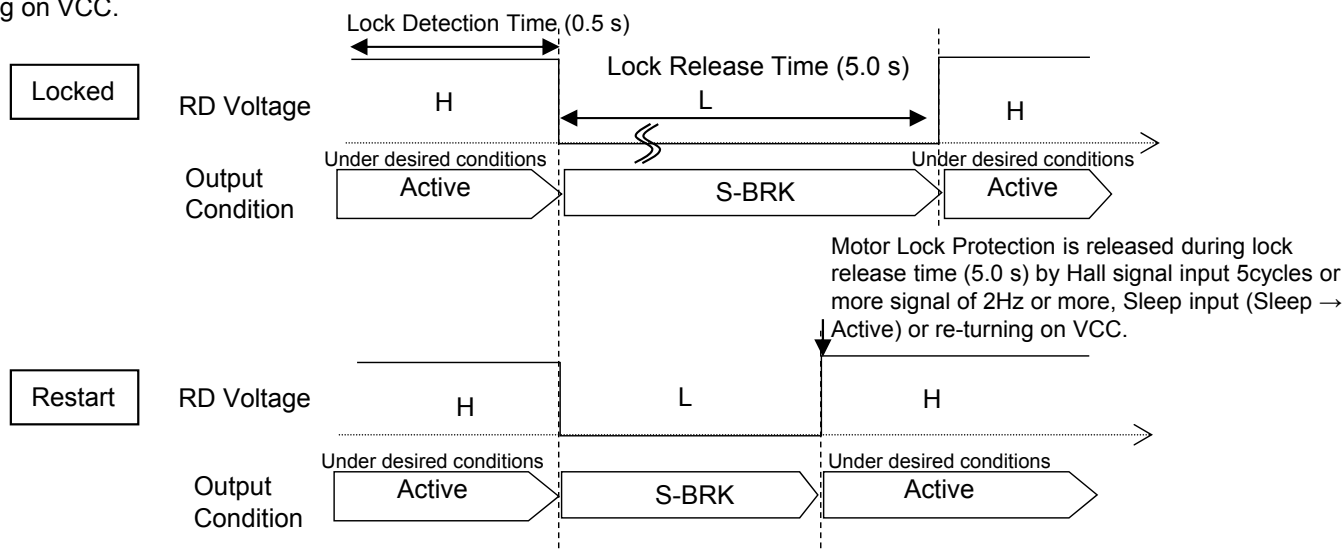 g on VCC.
Lock Detection Time (0.5 s)
Locked
RD Voltage
H
Lock Release Time (5.0 s)
L
H
Output
Condition
Under desired conditions
Active
S-BRK
Under desired conditions
Active
Motor Lock Protection is released during lock
release time (5.0 s) by Hall signal input 5cycles or
more signal of 2Hz or more, Sleep input (Sleep →
Active) or re-turning on VCC.
Restart
RD Voltage
H
L
H
Output
Condition
Under desired conditions
Active
S-BRK
Under desired conditions
Active